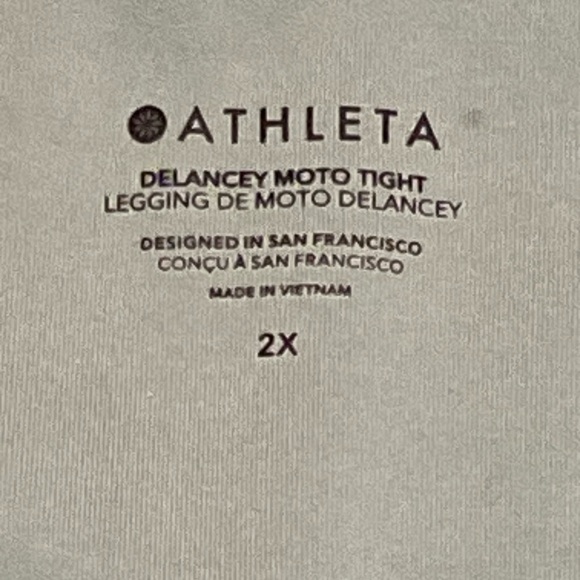 ATHLETA
DELANCEY MOTO TIGHT
LEGGING DE MOTO DELANCEY
DESIGNED IN SAN FRANCISCO
CONÇU À SAN FRANCISCO
MADE IN VIETNAM
2X